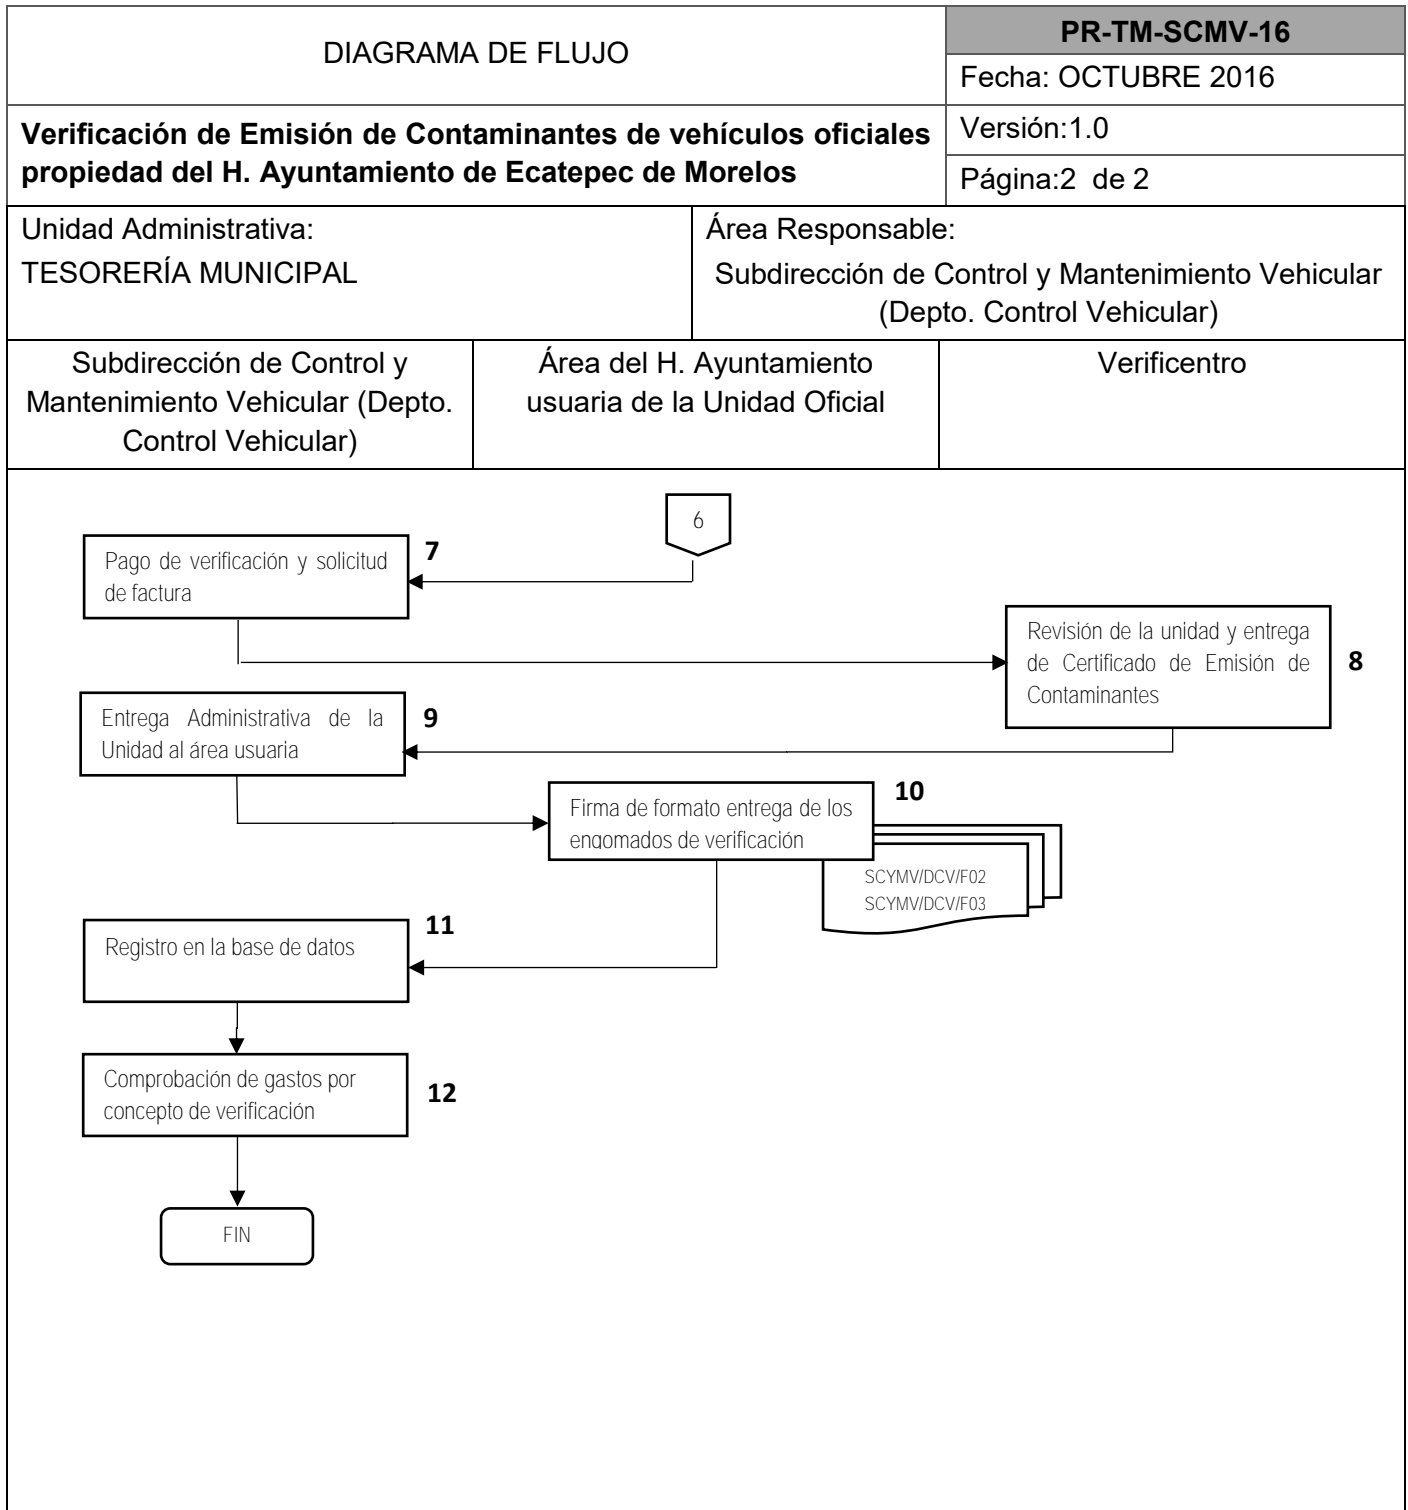 DIAGRAMA DE FLUJO
PR-TM-SCMV-16
Fecha: OCTUBRE 2016
Verificación de Emisión de Contaminantes de vehículos oficiales
propiedad del H. Ayuntamiento de Ecatepec de Morelos
Versión:1.0
Página:2 de 2
Unidad Administrativa:
TESORERÍA MUNICIPAL
Área Responsable:
Subdirección de Control y Mantenimiento Vehicular
(Depto. Control Vehicular)
Subdirección de Control y
Mantenimiento Vehicular (Depto.
Control Vehicular)
Área del H. Ayuntamiento
usuaria de la Unidad Oficial
Verificentro
6
Pago de verificación y solicitud
de factura
7
Revisión de la unidad y entrega
de Certificado de Emisión de
Contaminantes
8
Entrega Administrativa de la
Unidad al área usuaria
9
Firma de formato entrega de los
engomados de verificación
10
SCYMV/DCV/F02
SCYMV/DCV/F03
Registro en la base de datos
11
Comprobación de gastos por
concepto de verificación
12
FIN